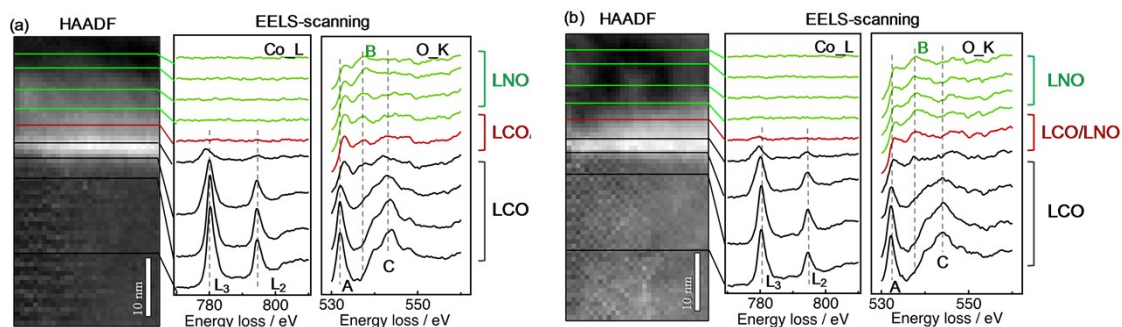 (a)
HAADF
EELS-scanning
Co_L
B
O_K
LNO
LCO/
LCO
10 nm
L3
L2
A
C
780
800
530
550
Energy loss / eV
Energy loss / eV
(b)
HAADF
EELS-scanning
Co_L
B
O_K
LNO
LCO/LNO
LCO
10 nm
L3
L2
A
C
780
800
530
550
Energy loss / eV
Energy loss / eV